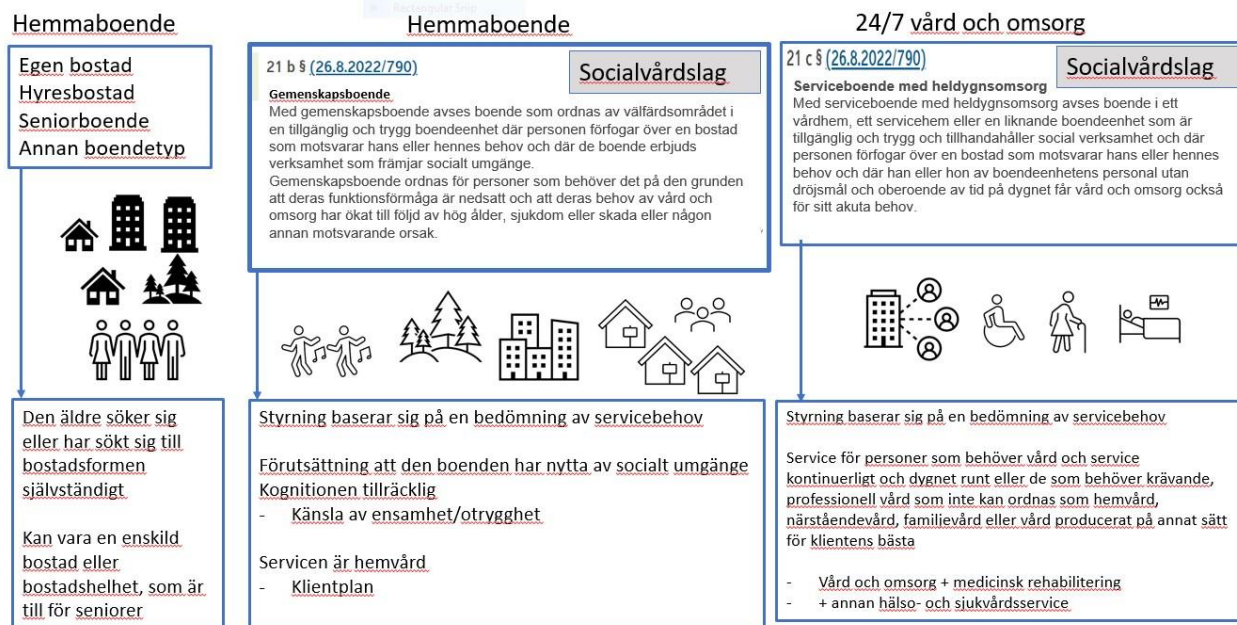 Rectangular Snip
Hemmaboende
Egen bostad
Hyresbostad
Seniorboende
Annan boendetyp
Den äldre söker sig
eller har sökt sig till
bostadsformen
självständigt
Kan vara en enskild
bostad eller
bostadshelhet, som är
till för seniorer
Hemmaboende
21 b § (26.8.2022/790)
Socialvårdslag
Gemenskapsboende
Med gemenskapsboende avses boende som ordnas av välfärdsområdet i
en tillgänglig och trygg boendeenhet där personen förfogar över en bostad
som motsvarar hans eller hennes behov och där de boende erbjuds
verksamhet som främjar socialt umgänge.
Gemenskapsboende ordnas för personer som behöver det på den grunden
att deras funktionsförmåga är nedsatt och att deras behov av vård och
omsorg har ökat till följd av hög ålder, sjukdom eller skada eller någon
annan motsvarande orsak.
Styrning baserar sig på en bedömning av servicebehov
Förutsättning att den boenden har nytta av socialt umgänge
Kognitionen tillräcklig
- Känsla av ensamhet/otrygghet
Servicen är hemvård
- Klientplan
24/7 vård och omsorg
21 c § (26.8.2022/790)
Socialvårdslag
Serviceboende med heldygnsomsorg
Med serviceboende med heldygnsomsorg avses boende i ett
vårdhem, ett servicehem eller en liknande boendeenhet som är
tillgänglig och trygg och tillhandahåller social verksamhet och där
personen förfogar över en bostad som motsvarar hans eller hennes
behov och där han eller hon av boendeenhetens personal utan
dröjsmål och oberoende av tid på dygnet får vård och omsorg också
för sitt akuta behov.
Styrning baserar sig på en bedömning av servicebehov
Service för personer som behöver vård och service
kontinuerligt och dygnet runt eller de som behöver krävande,
professionell vård som inte kan ordnas som hemvård,
närståendevård, familjevård eller vård producerat på annat sätt
för klientens bästa
- Vård och omsorg + medicinsk rehabilitering
- + annan hälso- och sjukvårdsservice